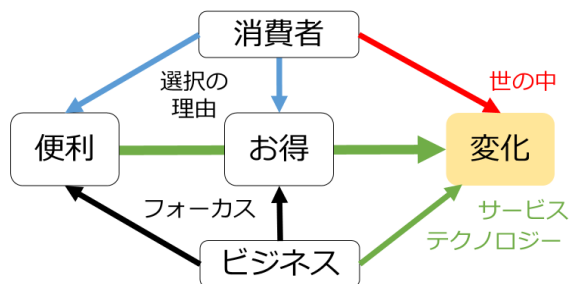 消費者
選択の
理由
世の中
便利
お得
変化
フォーカス
サービス
テクノロジー
ビジネス